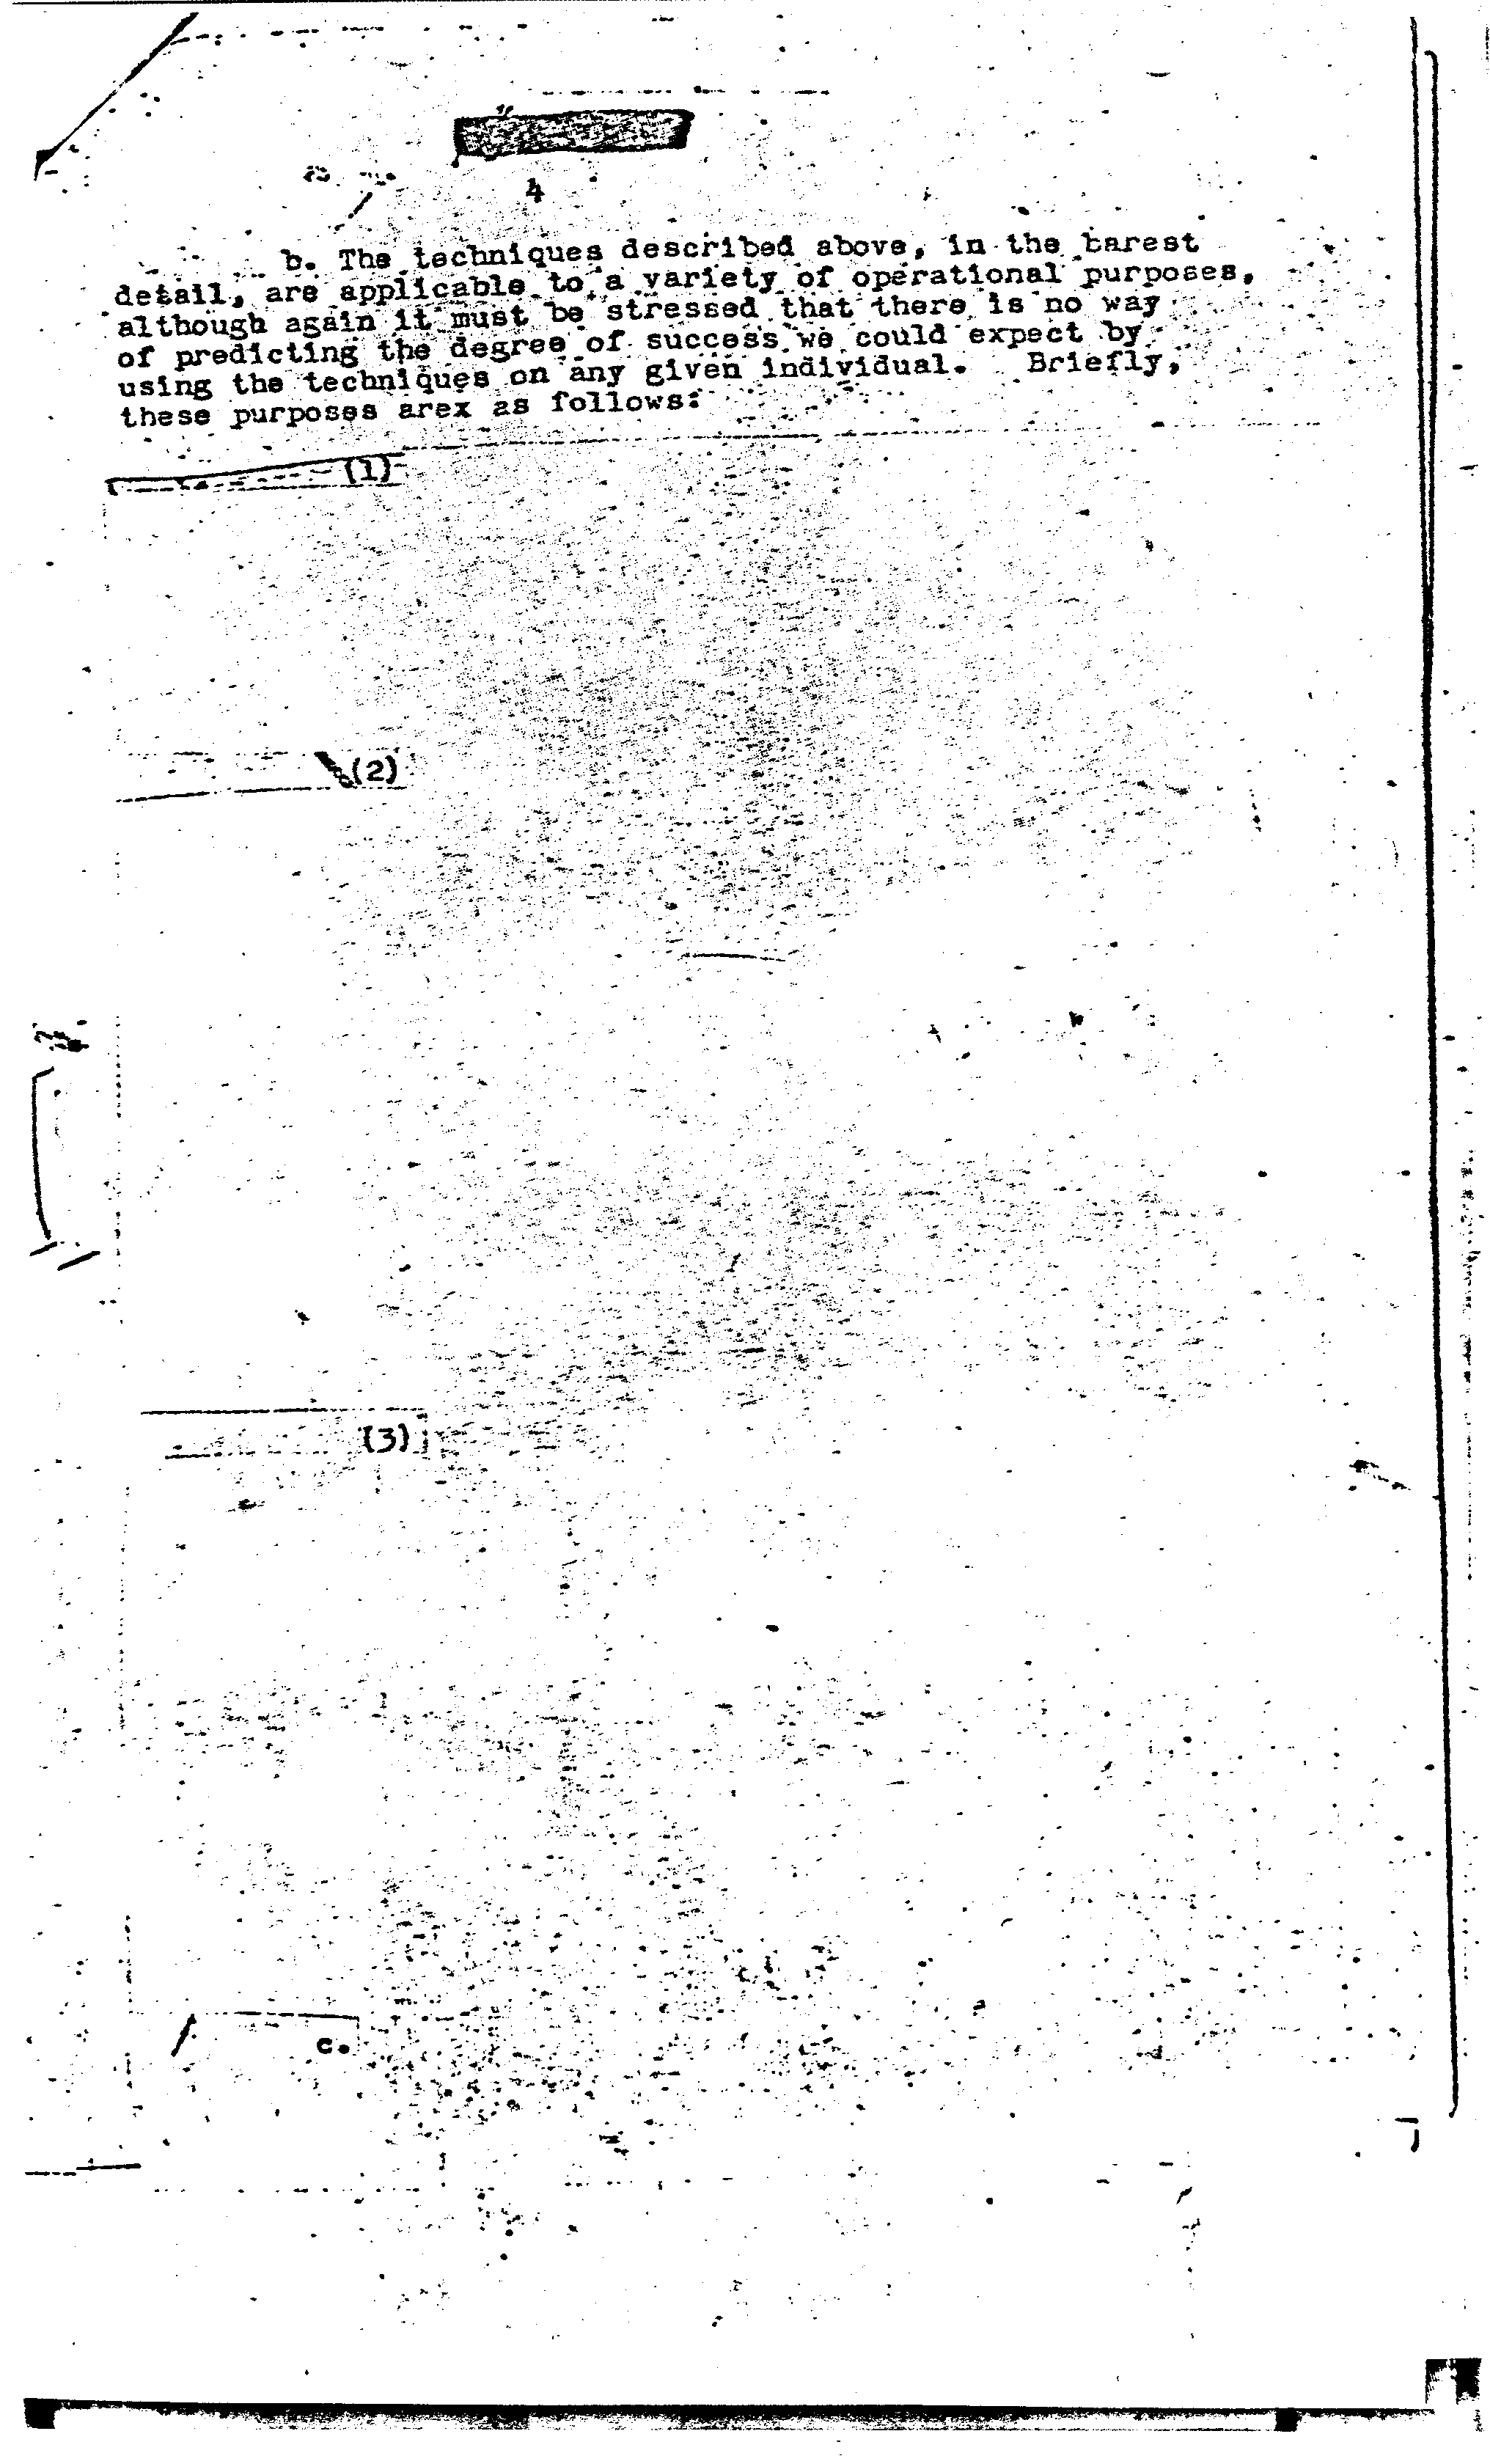 4
b. The techniques described above, in the barest
detail, are applicable to a variety of operational purposes,
although again it must be stressed that there is no way
of predicting the degree of success we could expect by
using the techniques on any given individual. Briefly,
these purposes arex as follows:
(1)
(2)
(3)
c.